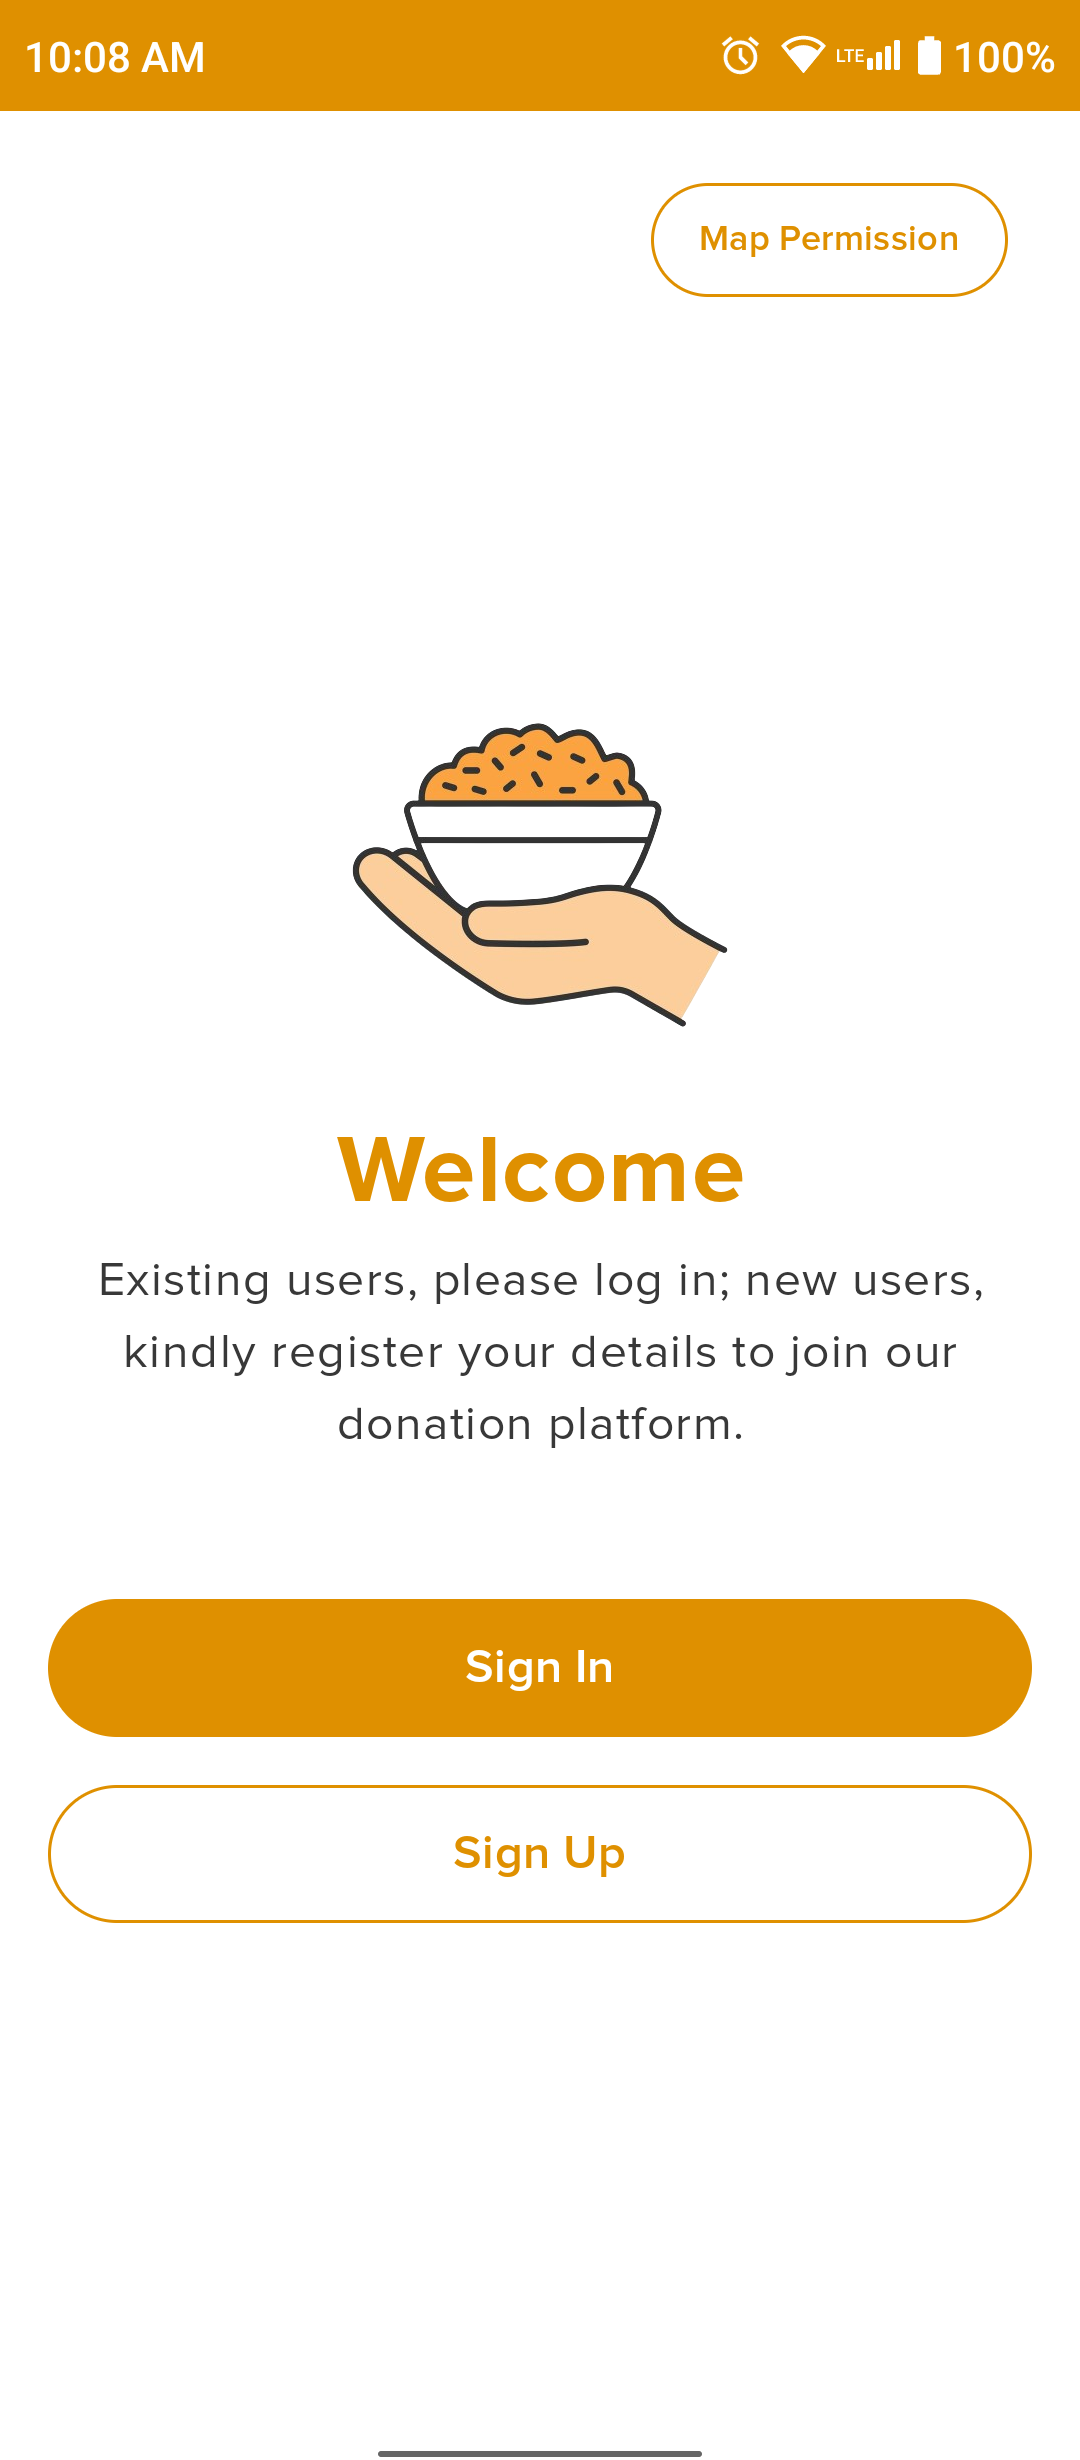 10:08 AM
LTE
100%
Map Permission
Welcome
Existing users, please log in; new users,
kindly register your details to join our
donation platform.
Sign In
Sign Up